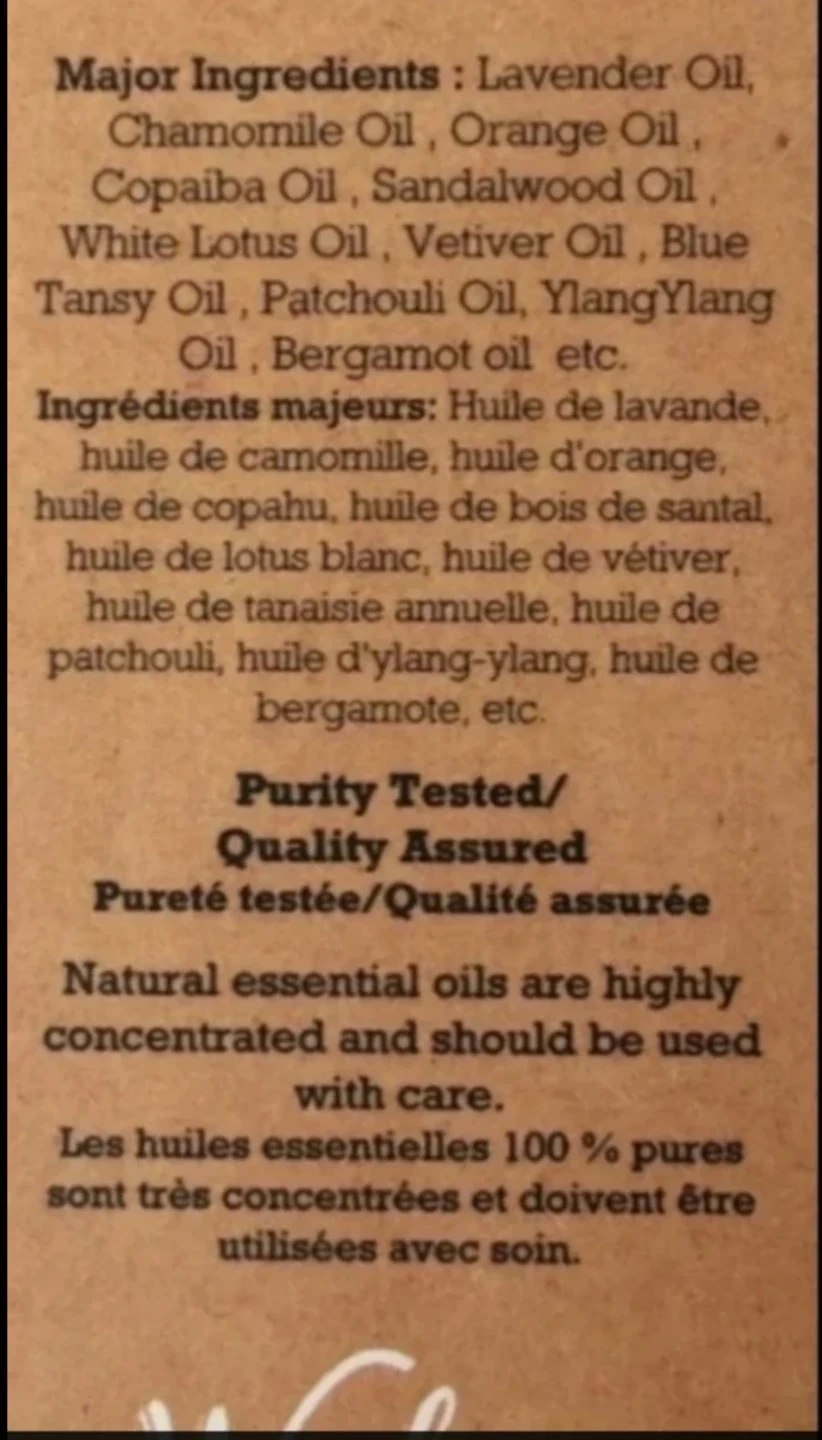 Major Ingredients : Lavender Oil,
Chamomile Oil , Orange Oil ,
Copaiba Oil , Sandalwood Oil ,
White Lotus Oil , Vetiver Oil , Blue
Tansy Oil , Patchouli Oil, YlangYlang
Oil , Bergamot oil etc.
Ingrédients majeurs: Huile de lavande,
huile de camomille, huile d'orange,
huile de copahu, huile de bois de santal,
huile de lotus blanc, huile de vétiver,
huile de tanaisie annuelle, huile de
patchouli, huile d'ylang-ylang, huile de
bergamote, etc.
Purity Tested/
Quality Assured
Pureté testée/Qualité assurée
Natural essential oils are highly
concentrated and should be used
with care.
Les huiles essentielles 100 % pures
sont très concentrées et doivent être
utilisées avec soin.